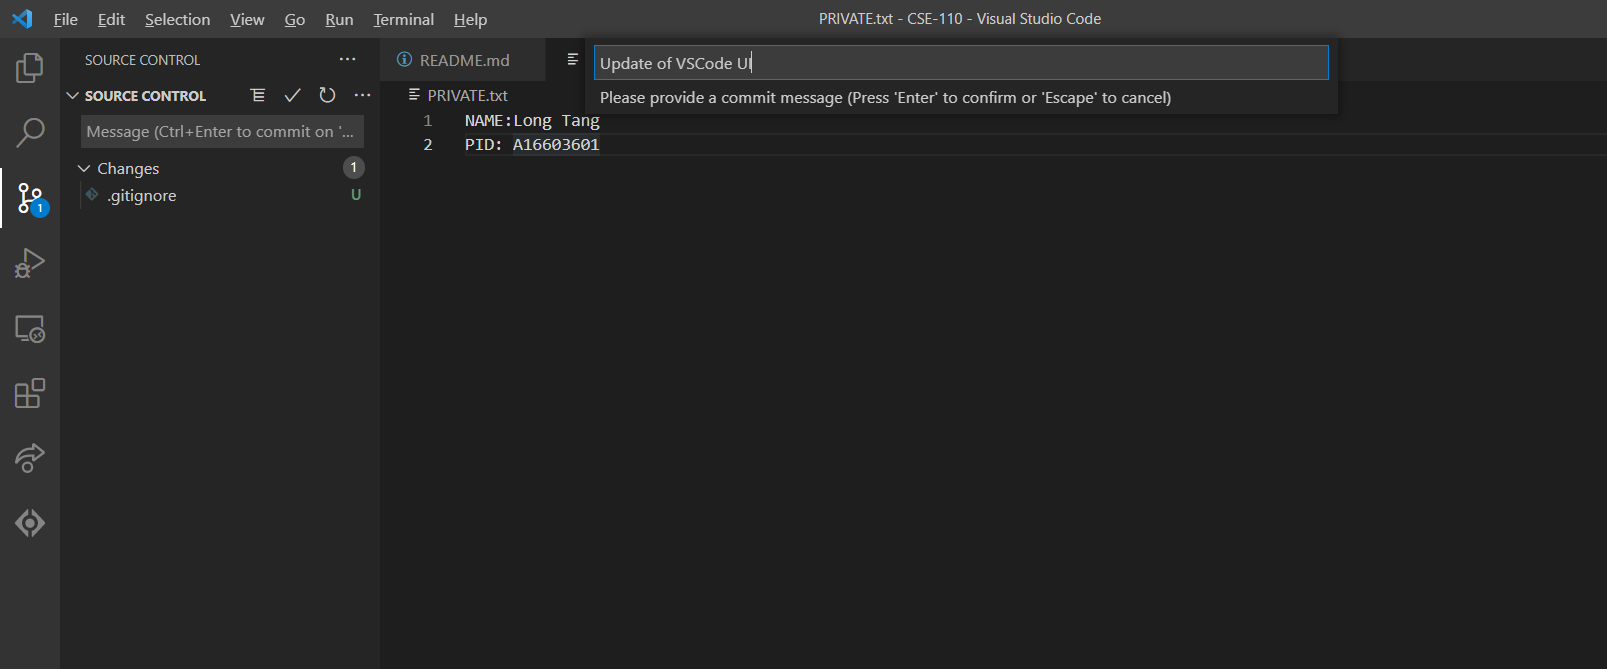 File Edit Selection View Go Run Terminal Help PRIVATE.txt - CSE-110 - Visual Studio Code
SOURCE CONTROL ···
SOURCE CONTROL ···
Message (Ctrl+Enter to commit on '...
Changes 1
.gitignore U
1
README.md
Update of VSCode UI
Please provide a commit message (Press 'Enter' to confirm or 'Escape' to cancel)
PRIVATE.txt
1 NAME:Long Tang
2 PID: A16603601